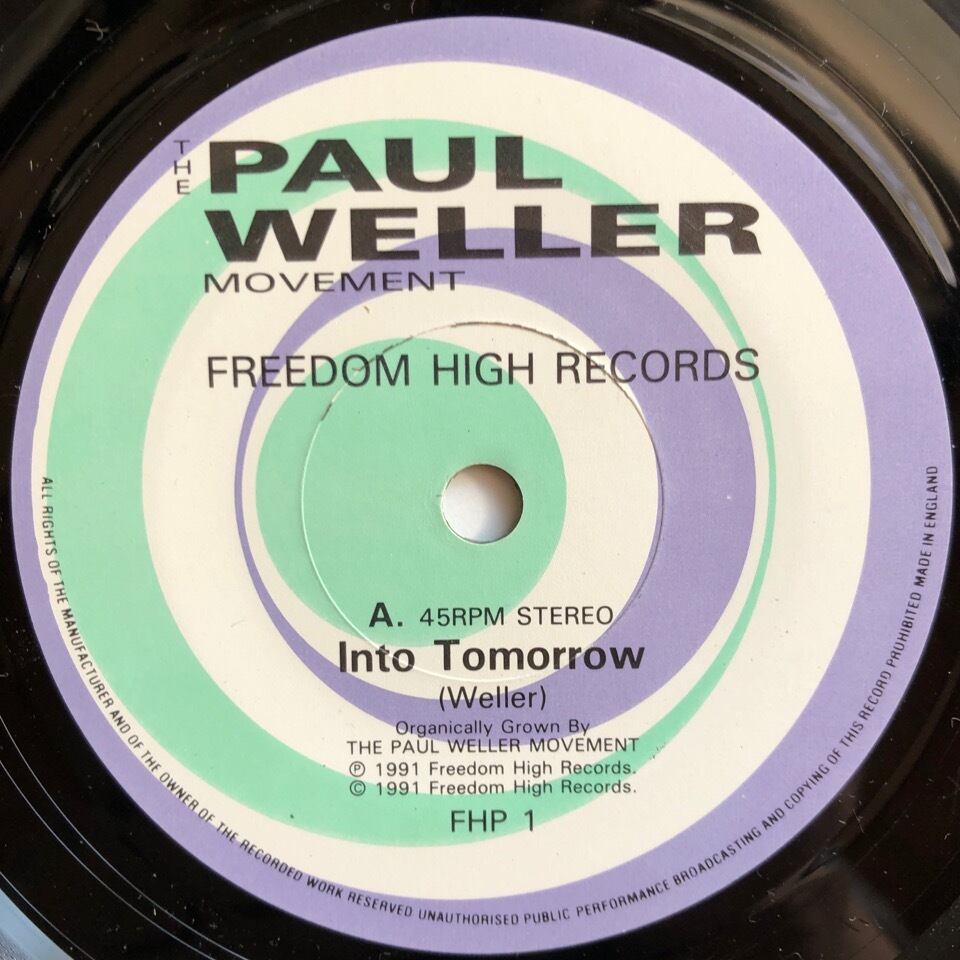 THE
PAUL
WELLER
MOVEMENT
FREEDOM HIGH RECORDS
A. 45RPM STEREO
Into Tomorrow
(Weller)
Organically Grown By
THE PAUL WELLER MOVEMENT
℗ 1991 Freedom High Records.
© 1991 Freedom High Records.
FHP 1
ALL RIGHTS OF THE MANUFACTURER AND OF THE OWNER OF THE RECORDED WORK RESERVED UNAUTHORISED PUBLIC PERFORMANCE BROADCASTING AND COPYING OF THIS RECORD PROHIBITED MADE IN ENGLAND